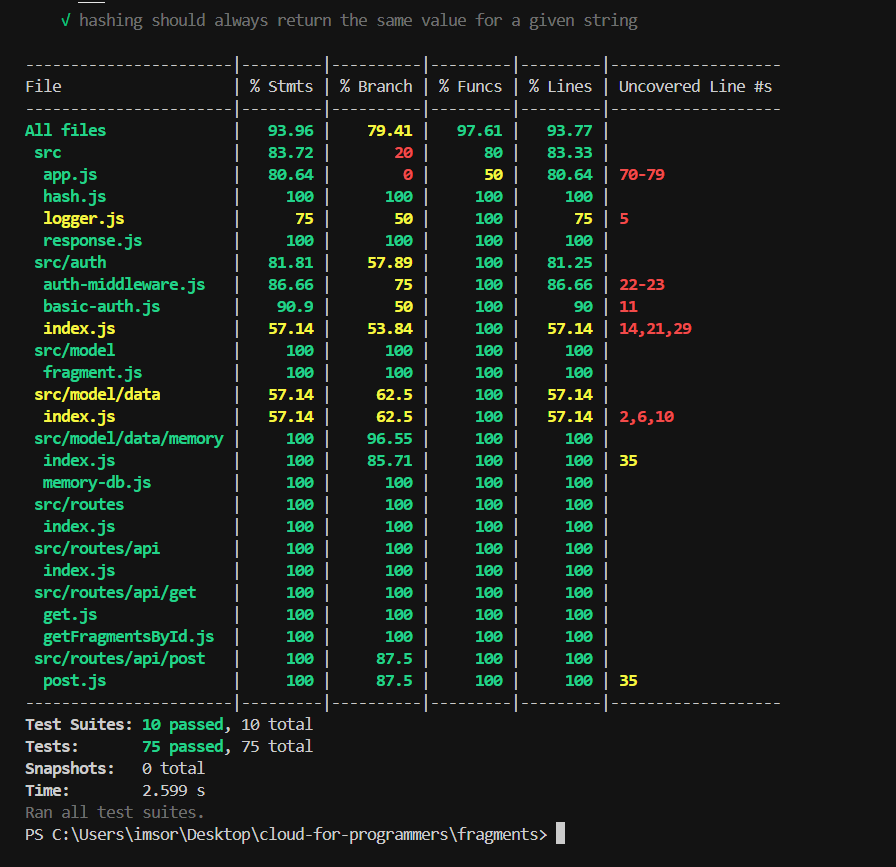 √ hashing should always return the same value for a given string
-----------------------|---------|----------|---------|---------|-------------------
File                   | % Stmts | % Branch | % Funcs | % Lines | Uncovered Line #s
-----------------------|---------|----------|---------|---------|-------------------
All files              |   93.96 |    79.41 |   97.61 |   93.77 |
 src                   |   83.72 |       20 |      80 |   83.33 |
  app.js               |   80.64 |        0 |      50 |   80.64 | 70-79
  hash.js              |     100 |      100 |     100 |     100 |
  logger.js            |      75 |       50 |     100 |      75 | 5
  response.js          |     100 |      100 |     100 |     100 |
 src/auth              |   81.81 |    57.89 |     100 |   81.25 |
  auth-middleware.js   |   86.66 |       75 |     100 |   86.66 | 22-23
  basic-auth.js        |    90.9 |       50 |     100 |      90 | 11
  index.js             |   57.14 |    53.84 |     100 |   57.14 | 14,21,29
 src/model             |     100 |      100 |     100 |     100 |
  fragment.js          |     100 |      100 |     100 |     100 |
 src/model/data        |   57.14 |     62.5 |     100 |   57.14 |
  index.js             |   57.14 |     62.5 |     100 |   57.14 | 2,6,10
 src/model/data/memory |     100 |    96.55 |     100 |     100 |
  index.js             |     100 |    85.71 |     100 |     100 | 35
  memory-db.js         |     100 |      100 |     100 |     100 |
 src/routes            |     100 |      100 |     100 |     100 |
  index.js             |     100 |      100 |     100 |     100 |
 src/routes/api        |     100 |      100 |     100 |     100 |
  index.js             |     100 |      100 |     100 |     100 |
 src/routes/api/get    |     100 |      100 |     100 |     100 |
  get.js               |     100 |      100 |     100 |     100 |
  getFragmentsById.js  |     100 |      100 |     100 |     100 |
 src/routes/api/post   |     100 |     87.5 |     100 |     100 |
  post.js              |     100 |     87.5 |     100 |     100 | 35
-----------------------|---------|----------|---------|---------|-------------------
Test Suites: 10 passed, 10 total
Tests:       75 passed, 75 total
Snapshots:   0 total
Time:        2.599 s
Ran all test suites.
PS C:\Users\imsor\Desktop\cloud-for-programmers\fragments>